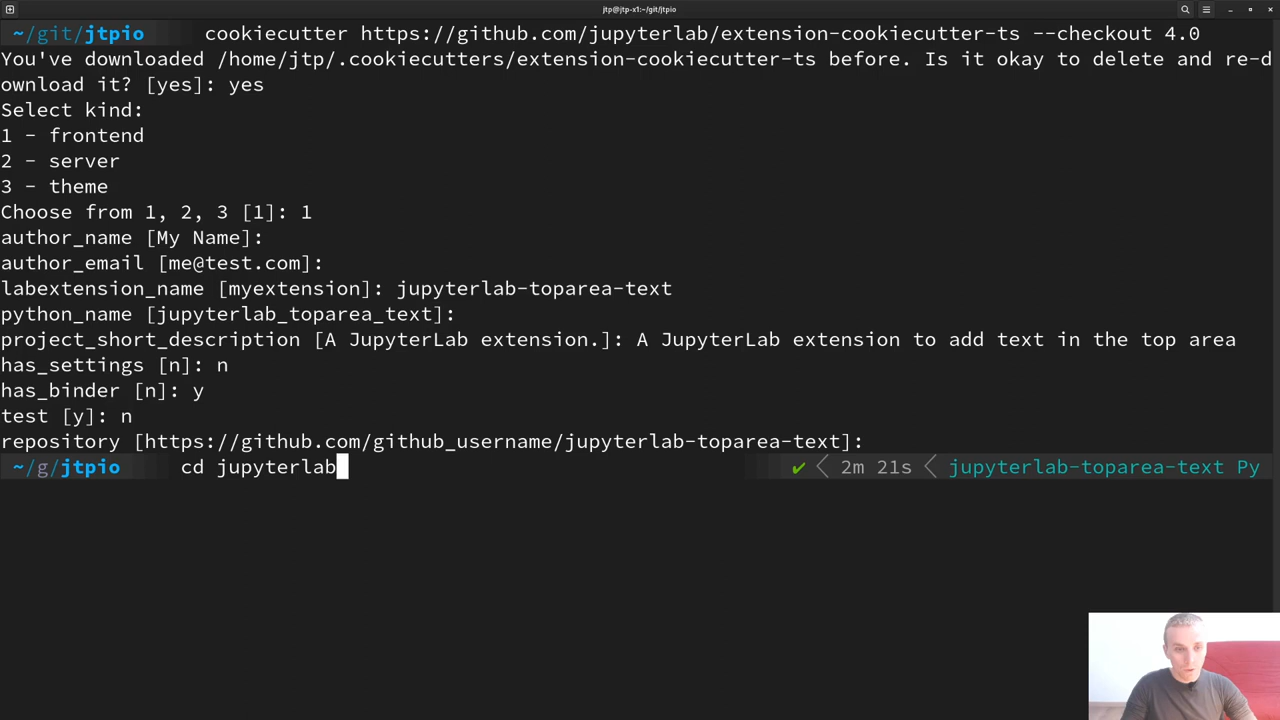 jtp@jtp-x1:~/git/jtpio
~/git/jtpio cookiecutter https://github.com/jupyterlab/extension-cookiecutter-ts --checkout 4.0
You've downloaded /home/jtp/.cookiecutters/extension-cookiecutter-ts before. Is it okay to delete and re-d
ownload it? [yes]: yes
Select kind:
1 - frontend
2 - server
3 - theme
Choose from 1, 2, 3 [1]: 1
author_name [My Name]:
author_email [me@test.com]:
labextension_name [myextension]: jupyterlab-toparea-text
python_name [jupyterlab_toparea_text]:
project_short_description [A JupyterLab extension.]: A JupyterLab extension to add text in the top area
has_settings [n]: n
has_binder [n]: y
test [y]: n
repository [https://github.com/github_username/jupyterlab-toparea-text]:
~/g/jtpio cd jupyterlab ✔ 2m 21s jupyterlab-toparea-text Py